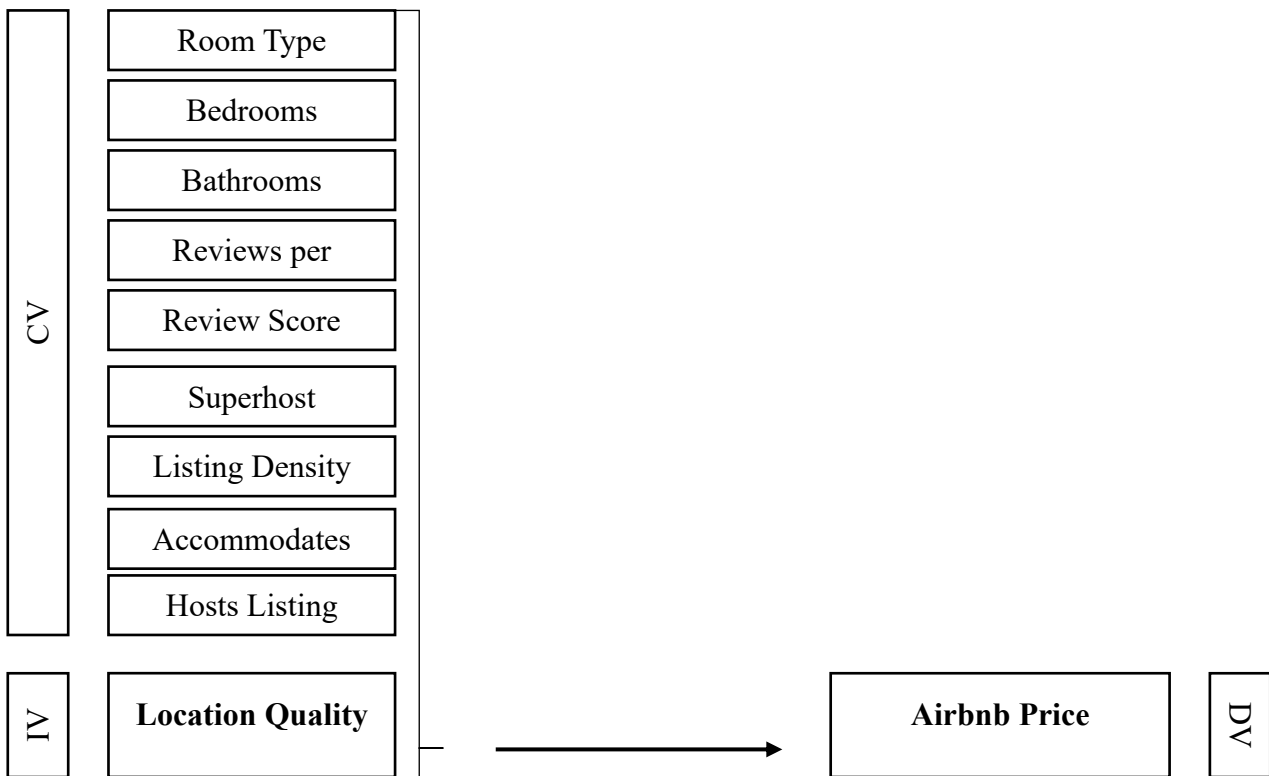 CV
Room Type
Bedrooms
Bathrooms
Reviews per
Review Score
Superhost
Listing Density
Accommodates
Hosts Listing
IV
Location Quality
Airbnb Price
DV